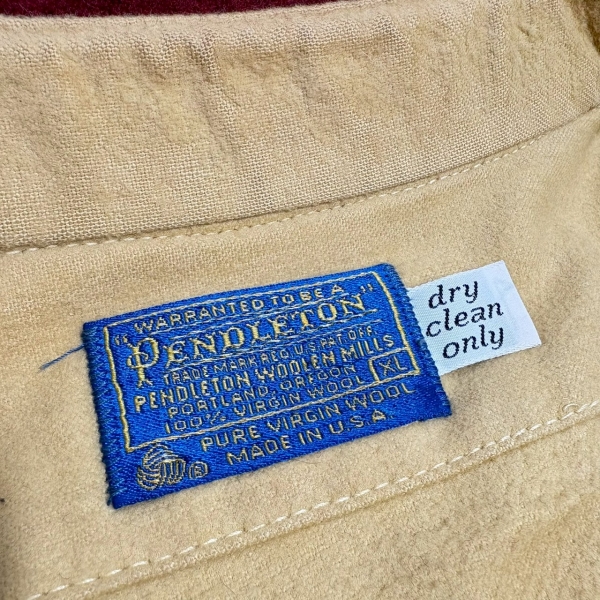 WARRANTED TO BE A
"PENDLETON"
TRADE MARK REG. U.S. PAT. OFF.
PENDLETON WOOLEN MILLS
PORTLAND, OREGON
100% VIRGIN WOOL
XL
PURE VIRGIN WOOL
MADE IN U.S.A.
®
dry
clean
only